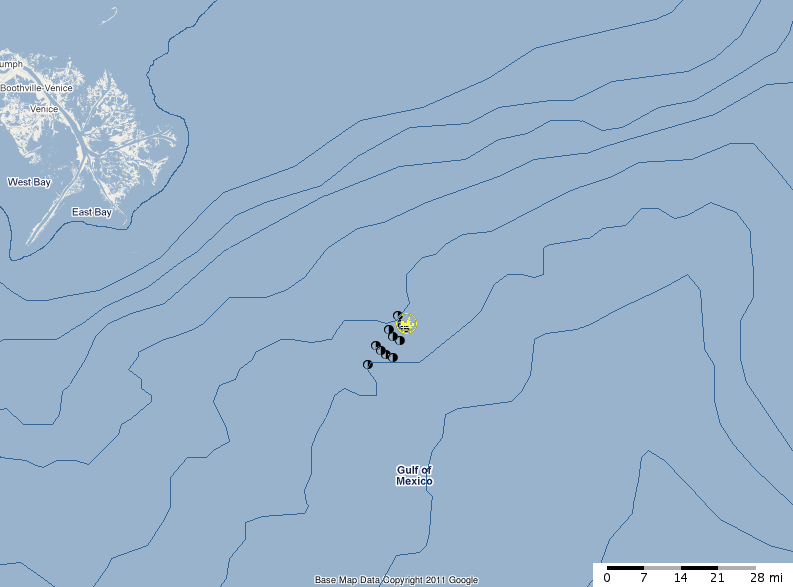 umph
Boothville-Venice
Venice
West Bay
East Bay
Gulf of
Mexico
Base Map Data Copyright 2011 Google
0 7 14 21 28 mi